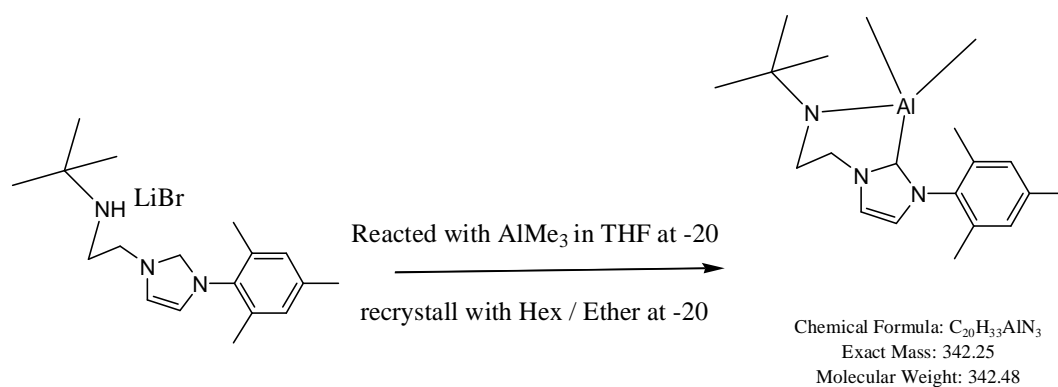 N
Al
N
N
NH LiBr
N
N
Reacted with AlMe₃ in THF at -20
recrystall with Hex / Ether at -20
Chemical Formula: C₂₀H₃₃AlN₃
Exact Mass: 342.25
Molecular Weight: 342.48